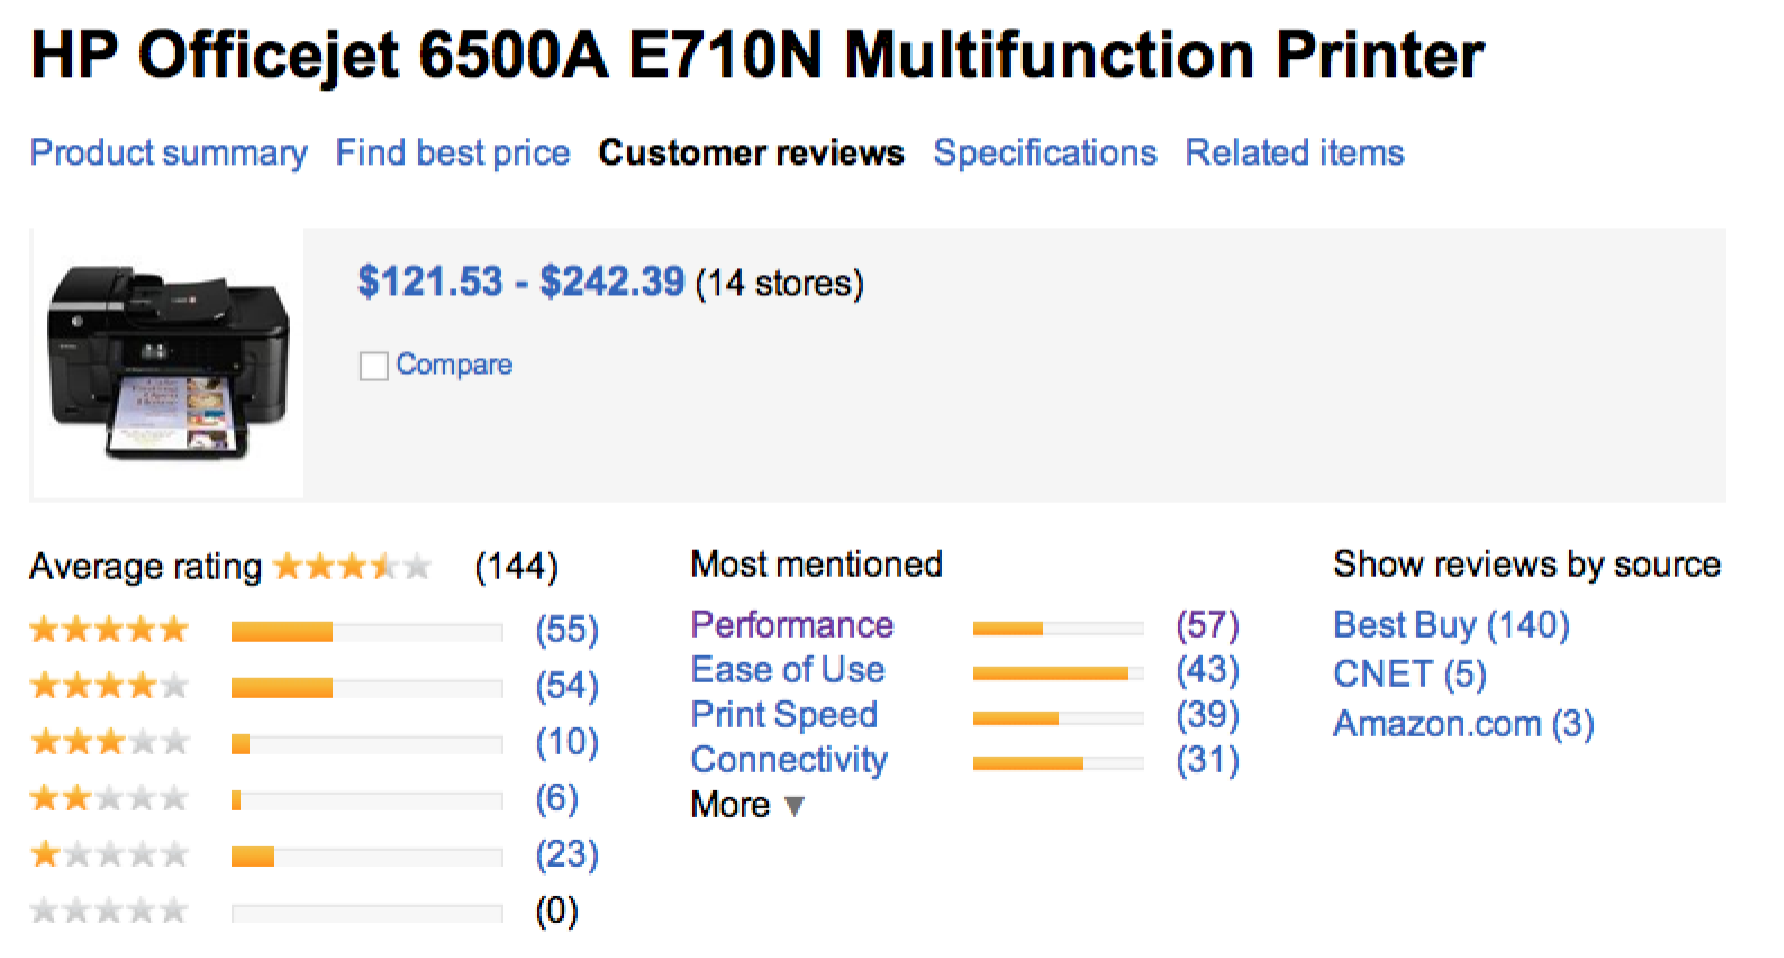 HP Officejet 6500A E710N Multifunction Printer
Product summary Find best price Customer reviews Specifications Related items
$121.53 - $242.39 (14 stores)
Compare
Average rating (144)
(55)
(54)
(10)
(6)
(23)
(0)
Most mentioned
Performance (57)
Ease of Use (43)
Print Speed (39)
Connectivity (31)
More ▼
Show reviews by source
Best Buy (140)
CNET (5)
Amazon.com (3)